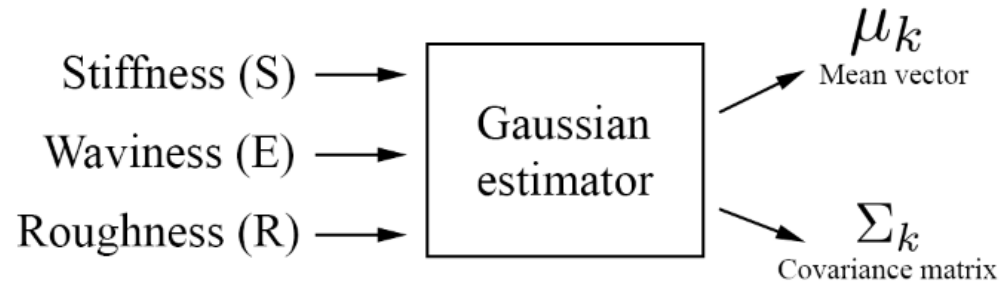 Stiffness (S)
Waviness (E)
Roughness (R)
Gaussian
estimator
μₖ
Mean vector
Σₖ
Covariance matrix